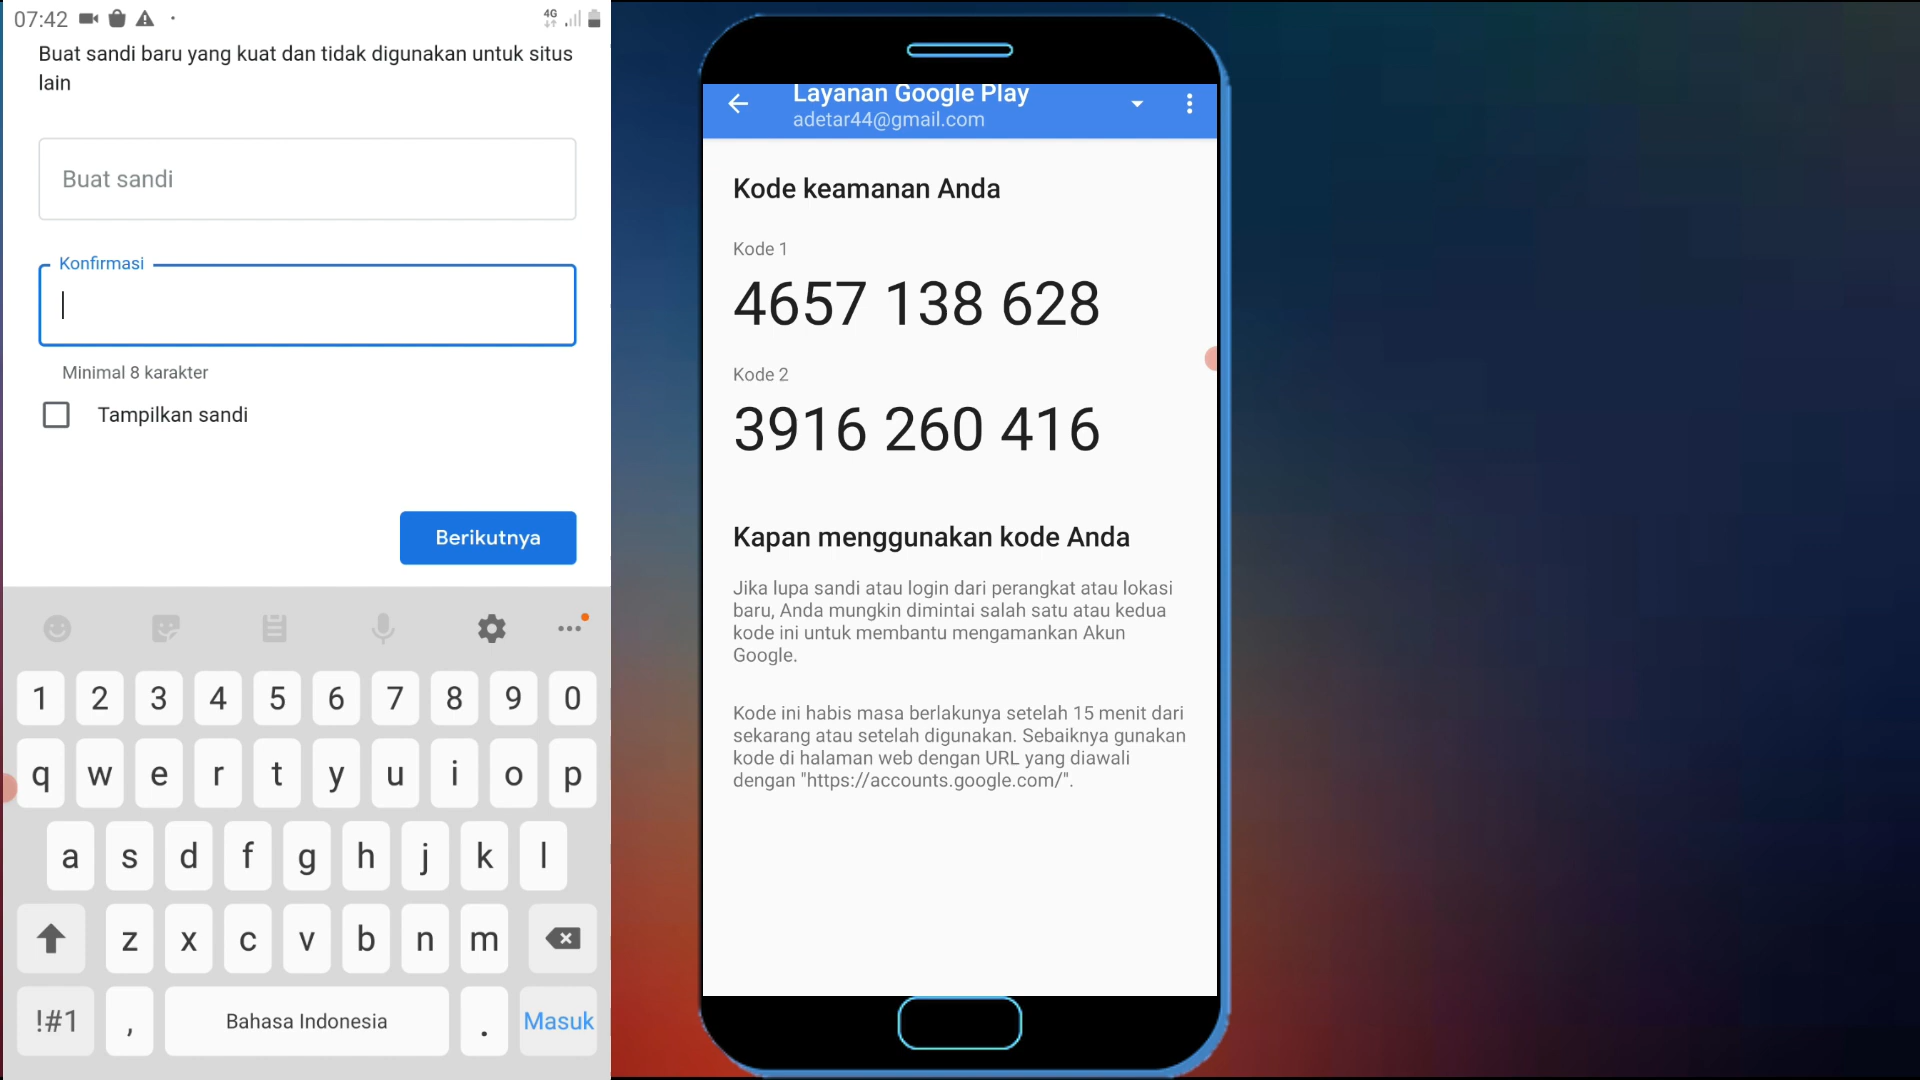 07:42
4G
Buat sandi baru yang kuat dan tidak digunakan untuk situs
lain
Buat sandi
Konfirmasi
Minimal 8 karakter
Tampilkan sandi
Berikutnya
1 2 3 4 5 6 7 8 9 0
q w e r t y u i o p
a s d f g h j k l
z x c v b n m
!#1 , Bahasa Indonesia . Masuk
Layanan Google Play
adetar44@gmail.com
Kode keamanan Anda
Kode 1
4657 138 628
Kode 2
3916 260 416
Kapan menggunakan kode Anda
Jika lupa sandi atau login dari perangkat atau lokasi
baru, Anda mungkin dimintai salah satu atau kedua
kode ini untuk membantu mengamankan Akun
Google.
Kode ini habis masa berlakunya setelah 15 menit dari
sekarang atau setelah digunakan. Sebaiknya gunakan
kode di halaman web dengan URL yang diawali
dengan "https://accounts.google.com/".